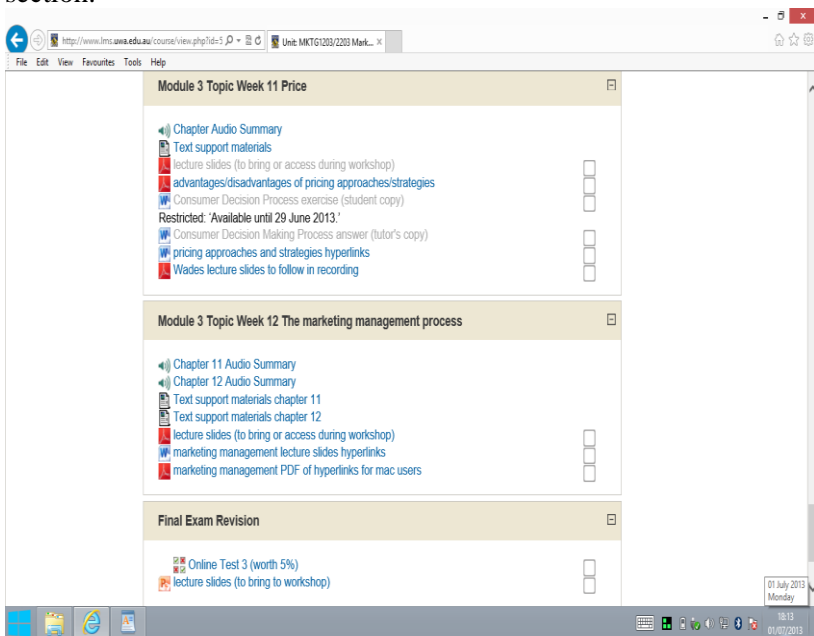 section.
http://www.lms.uwa.edu.au/course/view.php?id=5
Unit: MKTG1203/2203 Mark...
File Edit View Favourites Tools Help
Module 3 Topic Week 11 Price
Chapter Audio Summary
Text support materials
lecture slides (to bring or access during workshop)
advantages/disadvantages of pricing approaches/strategies
Consumer Decision Process exercise (student copy)
Restricted: 'Available until 29 June 2013.'
Consumer Decision Making Process answer (tutor's copy)
pricing approaches and strategies hyperlinks
Wades lecture slides to follow in recording
Module 3 Topic Week 12 The marketing management process
Chapter 11 Audio Summary
Chapter 12 Audio Summary
Text support materials chapter 11
Text support materials chapter 12
lecture slides (to bring or access during workshop)
marketing management lecture slides hyperlinks
marketing management PDF of hyperlinks for mac users
Final Exam Revision
Online Test 3 (worth 5%)
lecture slides (to bring to workshop)
01 July 2013
Monday
18:13
01/07/2013